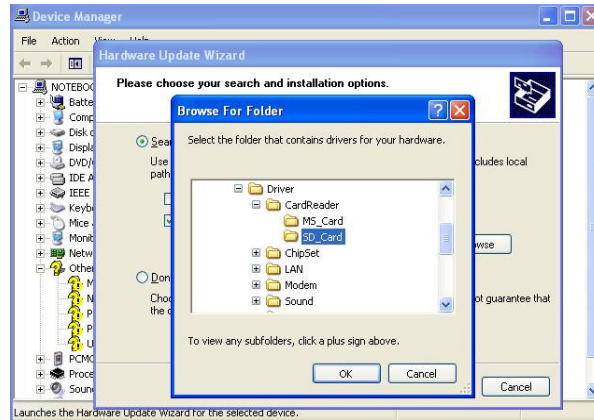 Device Manager
File Action View Help
Hardware Update Wizard
Please choose your search and installation options.
Browse For Folder
Select the folder that contains drivers for your hardware.
Driver
CardReader
MS_Card
SD_Card
ChipSet
LAN
Modem
Sound
To view any subfolders, click a plus sign above.
OK Cancel
Cancel
NOTEBOO
Batte
Comp
Disk d
Displa
DVD/
IDE A
IEEE
Keybo
Mice
Monit
Netw
Other
M
N
P
P
U
PCMC
Proce
Soun
Sear
Use
path
cludes local
wse
Don
Choo
the d
ot guarantee that
Launches the Hardware Update Wizard for the selected device.